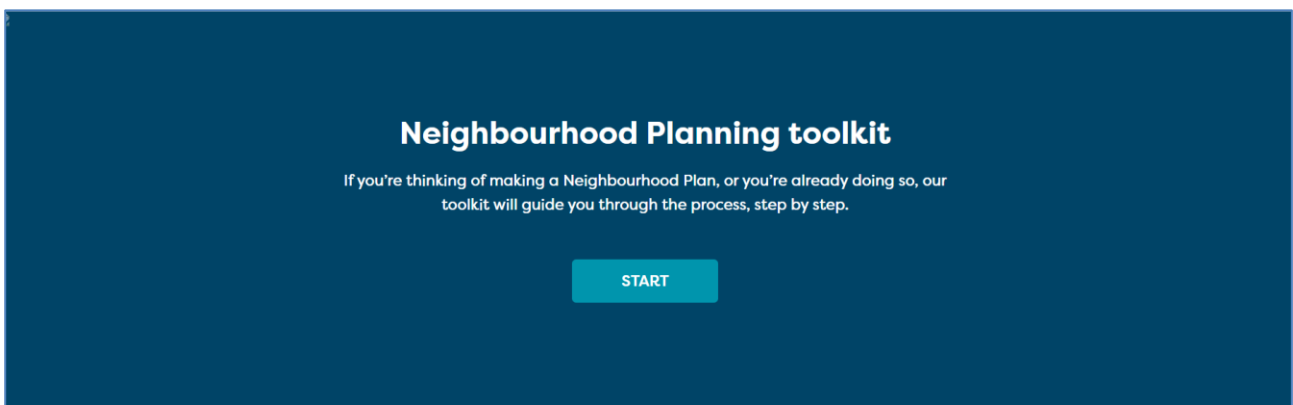 Neighbourhood Planning toolkit
If you're thinking of making a Neighbourhood Plan, or you're already doing so, our
toolkit will guide you through the process, step by step.
START